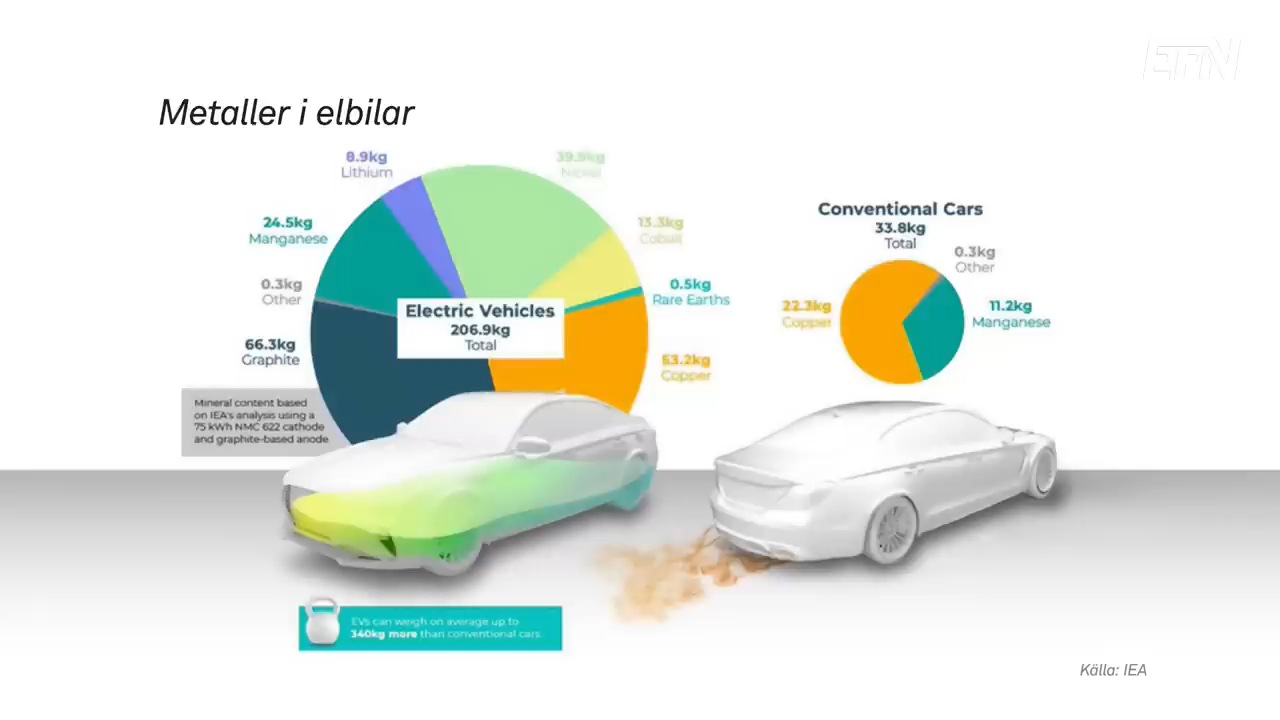 EFN
Metaller i elbilar
8.9kg
Lithium
39.9kg
Nickel
24.5kg
Manganese
13.3kg
Cobalt
0.3kg
Other
0.5kg
Rare Earths
Electric Vehicles
206.9kg
Total
66.3kg
Graphite
53.2kg
Copper
Mineral content based
on IEA's analysis using a
75 kWh NMC 622 cathode
and graphite-based anode
Conventional Cars
33.8kg
Total
0.3kg
Other
22.3kg
Copper
11.2kg
Manganese
EVs can weigh on average up to
340kg more than conventional cars.
Källa: IEA